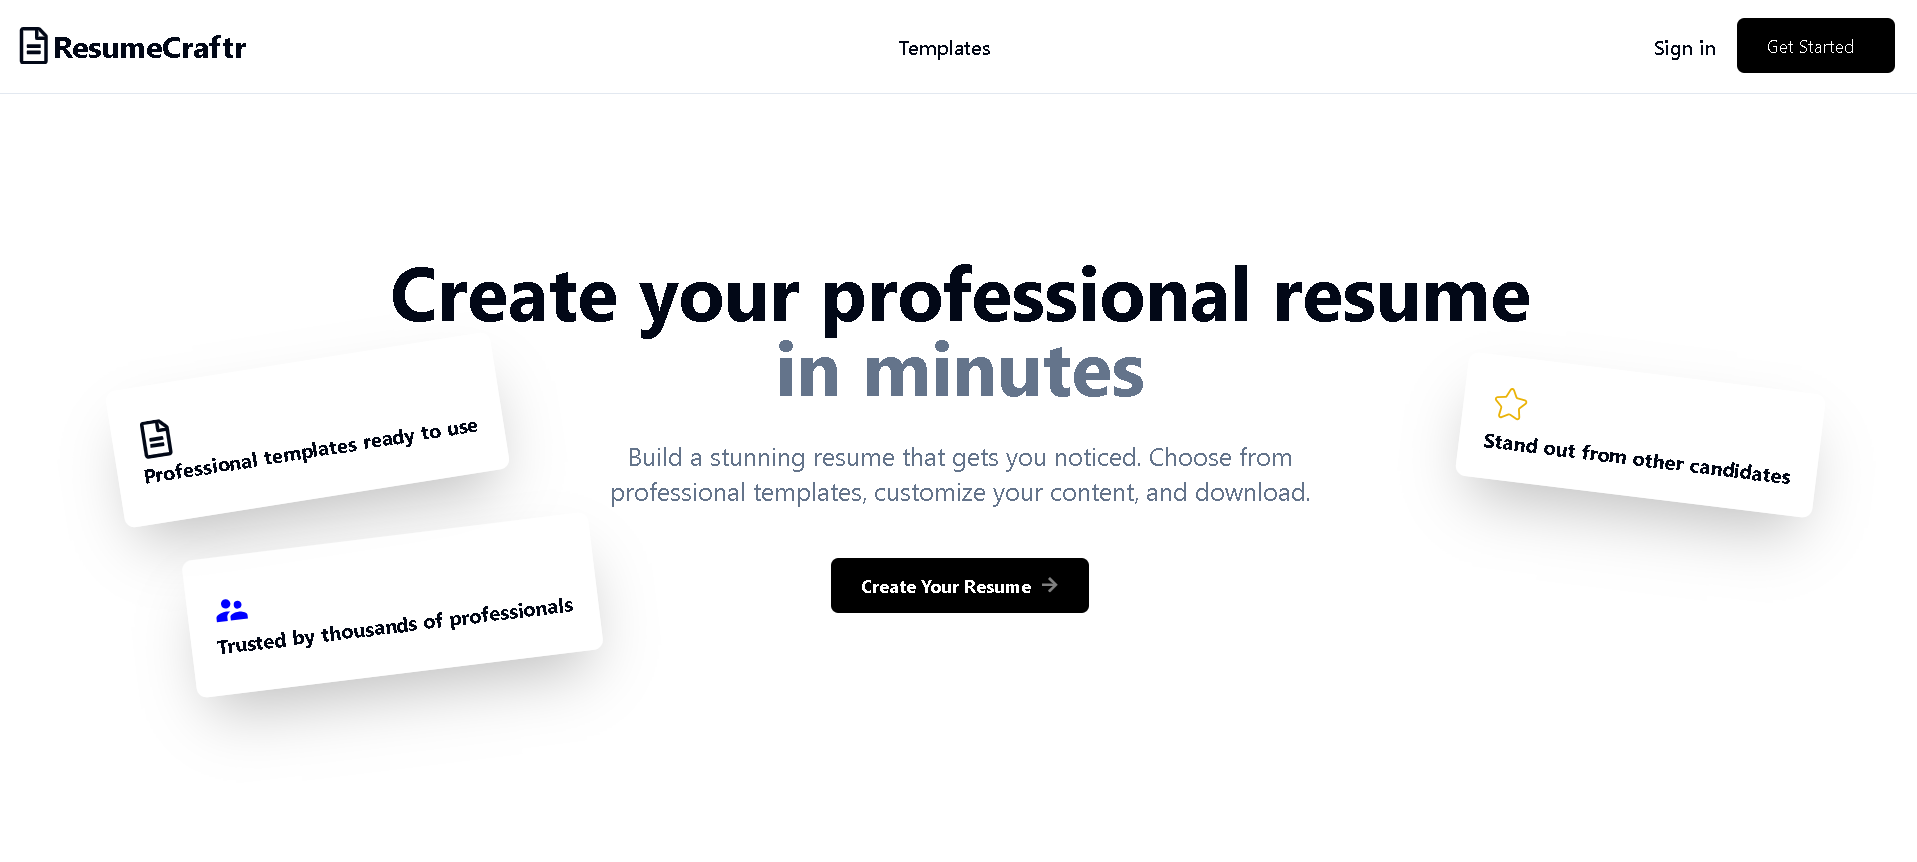 ResumeCraftr
Templates
Sign in
Get Started
Create your professional resume
in minutes
Professional templates ready to use
Stand out from other candidates
Build a stunning resume that gets you noticed. Choose from
professional templates, customize your content, and download.
Trusted by thousands of professionals
Create Your Resume